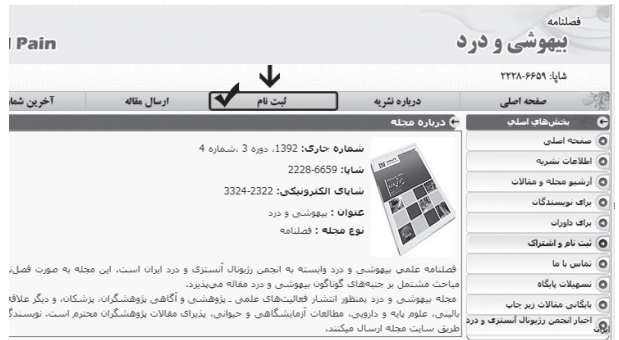 فصلنامه
بیهوشی و درد
l Pain
شاپا: ۶۶۵۹-۲۲۲۸
صفحه اصلی
درباره نشریه
ثبت نام
ارسال مقاله
آخرین شما
بخش‌های اصلی
صفحه اصلی
اطلاعات نشریه
آرشیو مجله و مقالات
برای نویسندگان
برای داوران
ثبت نام و اشتراک
تماس با ما
تسهیلات پایگاه
بایگانی مقالات زیر چاپ
اخبار انجمن رژیونال آنستزی و درد ایران
درباره مجله
شماره جاری: 1392، دوره 3 ،شماره 4
شاپا: 2228-6659
شاپای الکترونیکی: 2322-3324
عنوان : بیهوشی و درد
نوع مجله : فصلنامه
فصلنامه علمی بیهوشی و درد وابسته به انجمن رژیونال آنستزی و درد ایران است. این مجله به صورت فصل
مباحث مشتمل بر جنبه‌های گوناگون بیهوشی و درد مقاله می‌پذیرد.
مجله بیهوشی و درد بمنظور انتشار فعالیت‌های علمی ـ پژوهشی و آگاهی پژوهشگران، پزشکان، و دیگر علاقه
بالینی، علوم پایه و دارویی، مطالعات آزمایشگاهی و حیوانی، پذیرای مقالات پژوهشگران محترم است. نویسندگ
طریق سایت مجله ارسال میکنند.